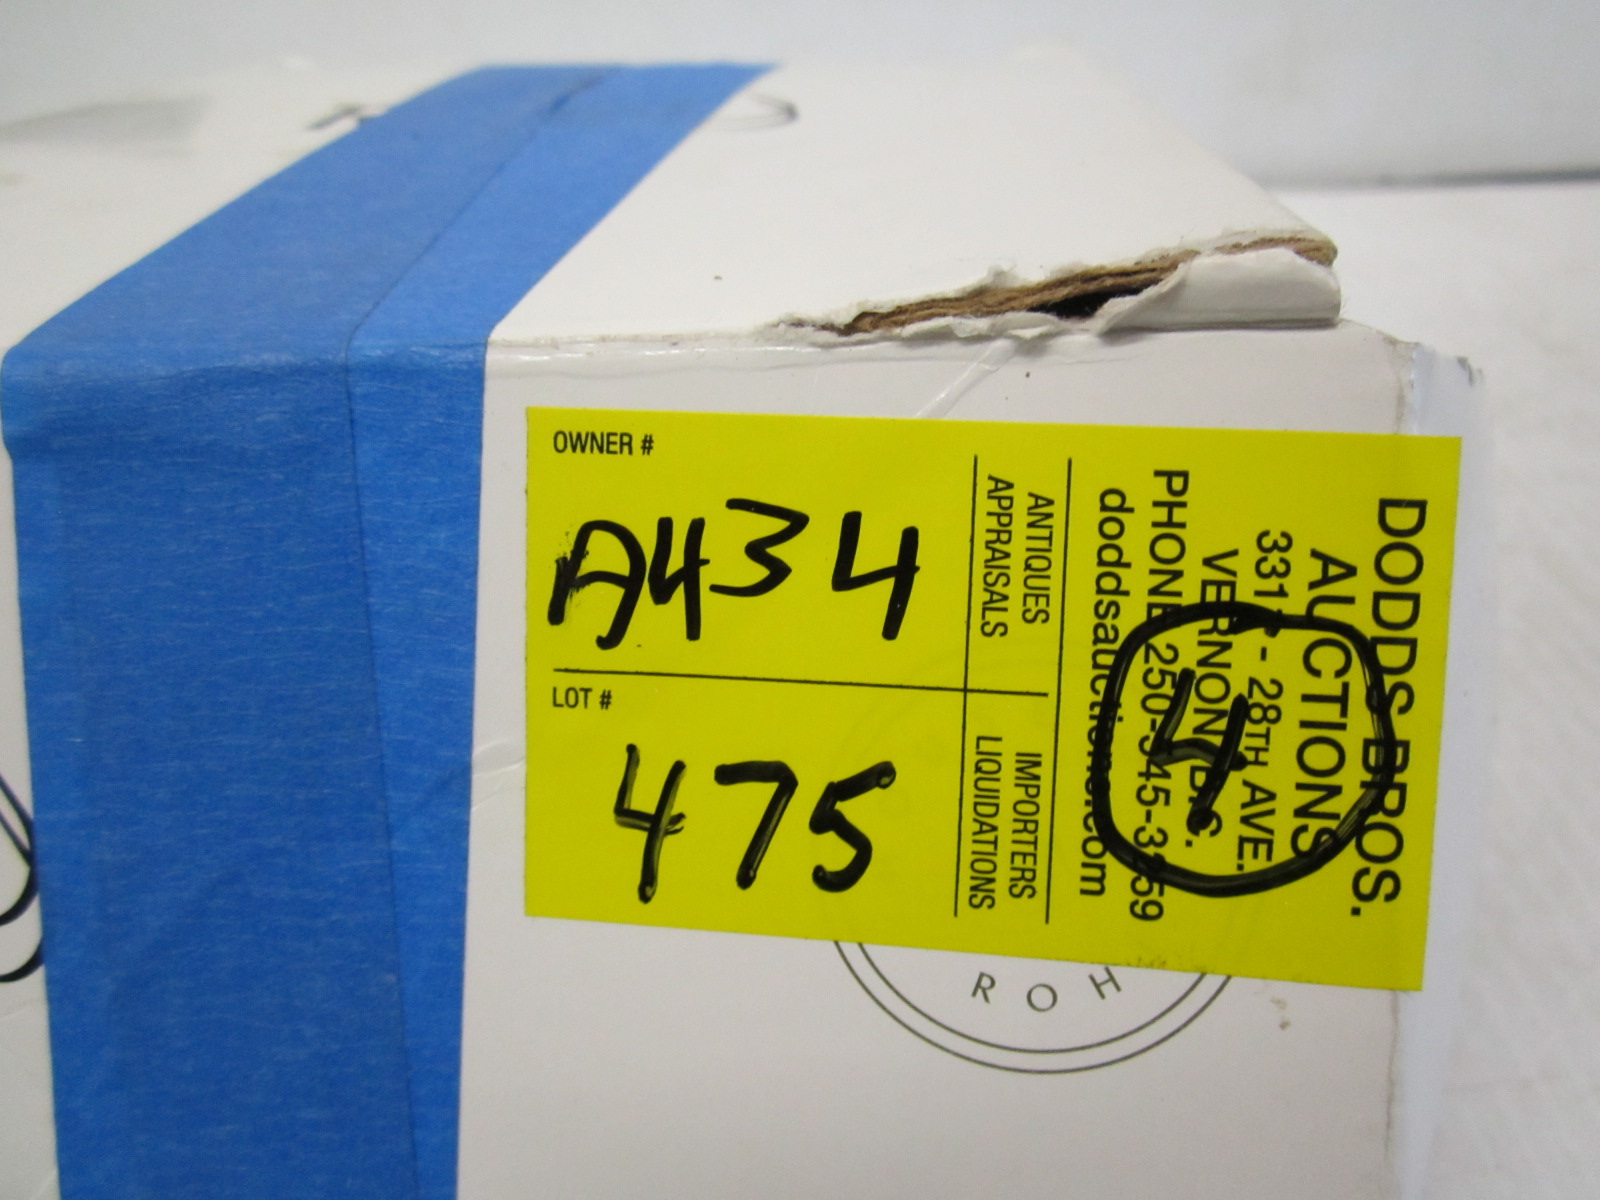 OWNER #
A434
LOT #
475
ANTIQUES
APPRAISALS
IMPORTERS
LIQUIDATIONS
DODDS BROS.
AUCTIONS
28TH AVE.
VERNON B.C.
PHONE
doddsauctions.com
4
ROH